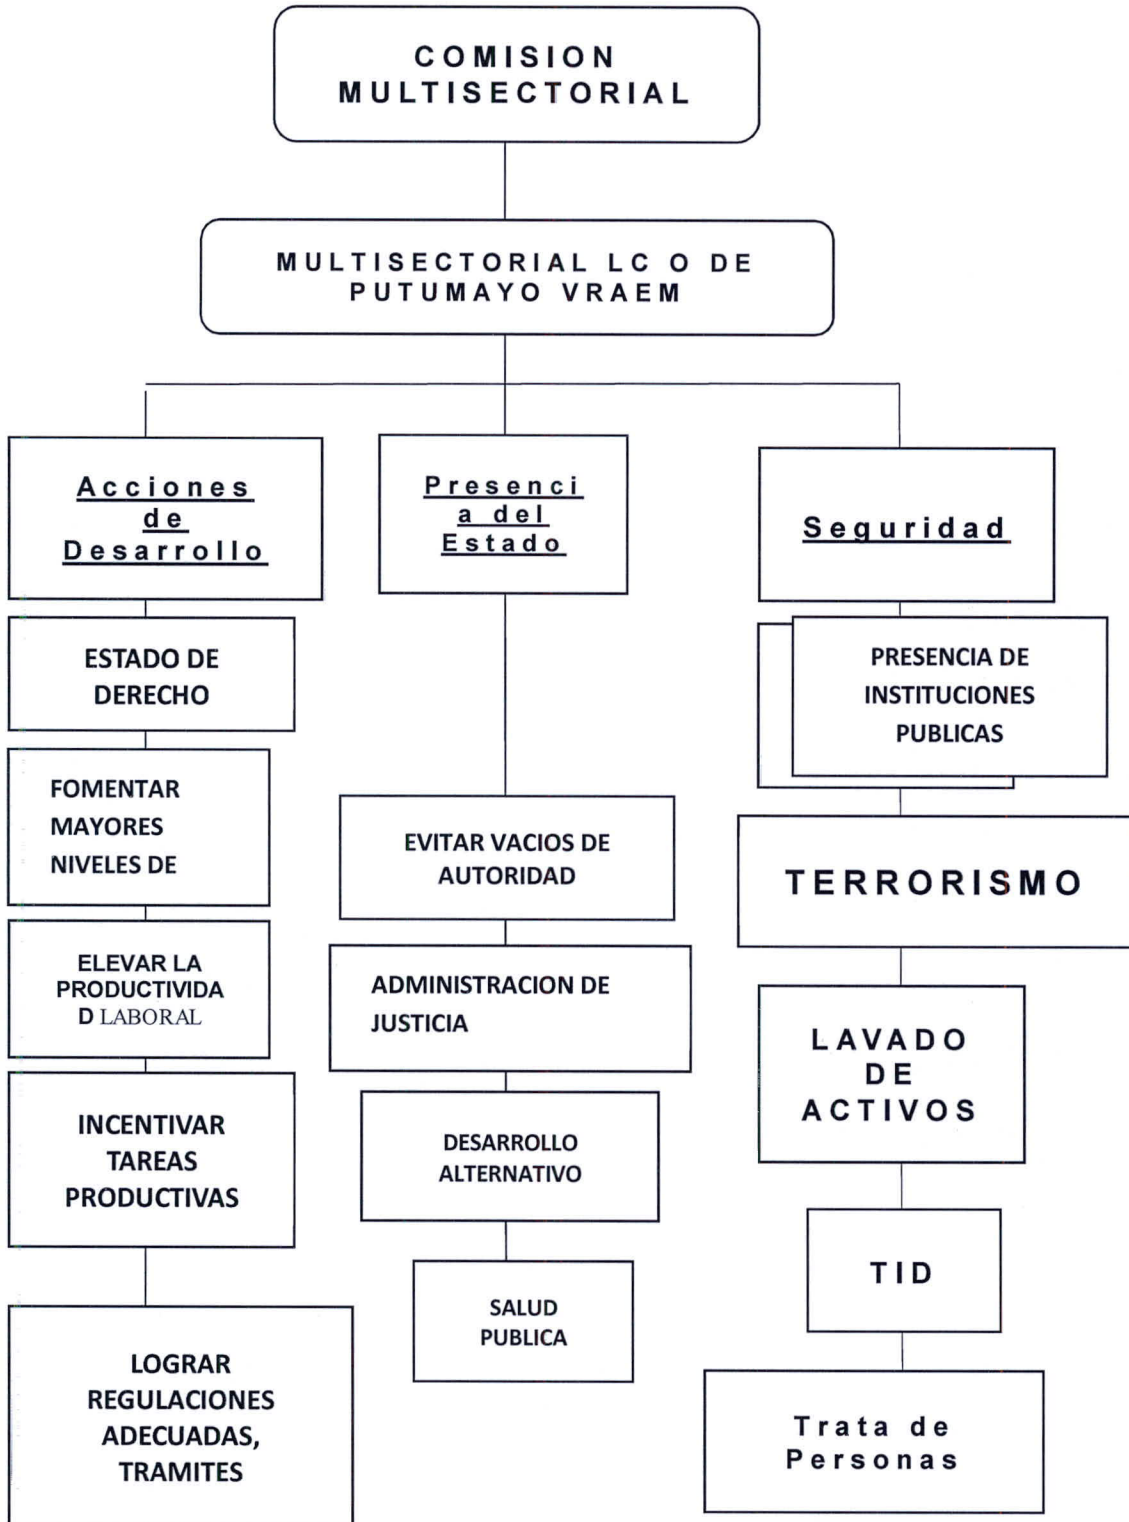 COMISION
MULTISECTORIAL
MULTISECTORIAL LC O DE
PUTUMAYO VRAEM
Acciones
de
Desarrollo
ESTADO DE
DERECHO
FOMENTAR
MAYORES
NIVELES DE
ELEVAR LA
PRODUCTIVIDA
D LABORAL
INCENTIVAR
TAREAS
PRODUCTIVAS
LOGRAR
REGULACIONES
ADECUADAS,
TRAMITES
Presenci
a del
Estado
EVITAR VACIOS DE
AUTORIDAD
ADMINISTRACION DE
JUSTICIA
DESARROLLO
ALTERNATIVO
SALUD
PUBLICA
Seguridad
PRESENCIA DE
INSTITUCIONES
PUBLICAS
TERRORISMO
LAVADO
DE
ACTIVOS
TID
Trata de
Personas